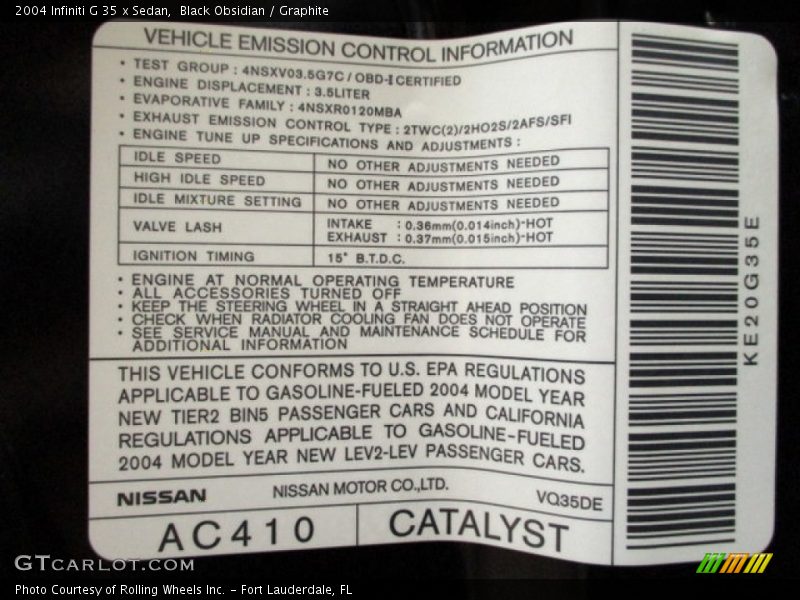 2004 Infiniti G 35 x Sedan,  Black Obsidian / Graphite
VEHICLE EMISSION CONTROL INFORMATION
• TEST GROUP : 4NSXV03.5G7C / OBD-Ⅱ CERTIFIED
• ENGINE DISPLACEMENT : 3.5LITER
• EVAPORATIVE FAMILY : 4NSXR0120MBA
• EXHAUST EMISSION CONTROL TYPE : 2TWC(2)/2HO2S/2AFS/SFI
• ENGINE TUNE UP SPECIFICATIONS AND ADJUSTMENTS :
IDLE SPEED NO OTHER ADJUSTMENTS NEEDED
HIGH IDLE SPEED NO OTHER ADJUSTMENTS NEEDED
IDLE MIXTURE SETTING NO OTHER ADJUSTMENTS NEEDED
VALVE LASH INTAKE : 0.36mm(0.014inch)-HOT
EXHAUST : 0.37mm(0.015inch)-HOT
IGNITION TIMING 15° B.T.D.C.
• ENGINE AT NORMAL OPERATING TEMPERATURE
• ALL ACCESSORIES TURNED OFF
• KEEP THE STEERING WHEEL IN A STRAIGHT AHEAD POSITION
• CHECK WHEN RADIATOR COOLING FAN DOES NOT OPERATE
• SEE SERVICE MANUAL AND MAINTENANCE SCHEDULE FOR
ADDITIONAL INFORMATION
THIS VEHICLE CONFORMS TO U.S. EPA REGULATIONS
APPLICABLE TO GASOLINE-FUELED 2004 MODEL YEAR
NEW TIER2 BIN5 PASSENGER CARS AND CALIFORNIA
REGULATIONS APPLICABLE TO GASOLINE-FUELED
2004 MODEL YEAR NEW LEV2-LEV PASSENGER CARS.
NISSAN NISSAN MOTOR CO.,LTD. VQ35DE
AC410 CATALYST
KE20G35E
GTCARLOT.COM
Photo Courtesy of Rolling Wheels Inc. - Fort Lauderdale, FL